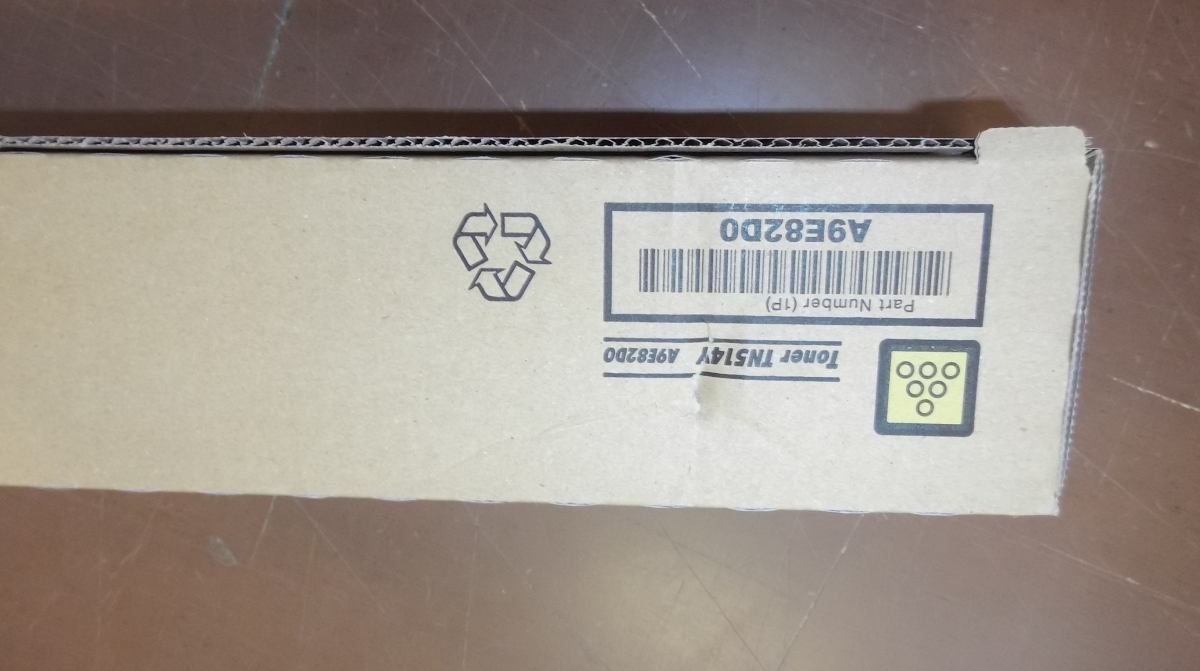 Toner TN514Y A9E82D0
Part Number (1P)
A9E82D0